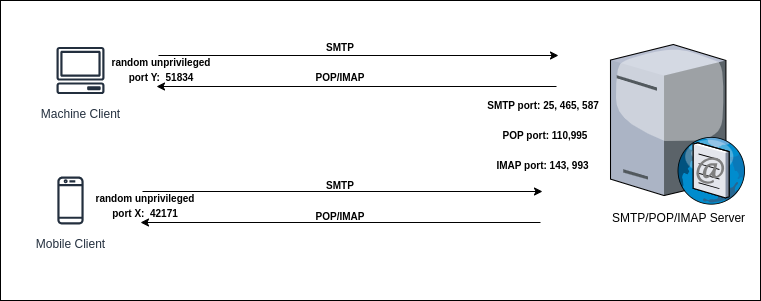 SMTP
random unprivileged
port Y:  51834
POP/IMAP
Machine Client
SMTP port: 25, 465, 587
POP port: 110,995
IMAP port: 143, 993
SMTP
random unprivileged
port X:  42171
POP/IMAP
Mobile Client
SMTP/POP/IMAP Server
@